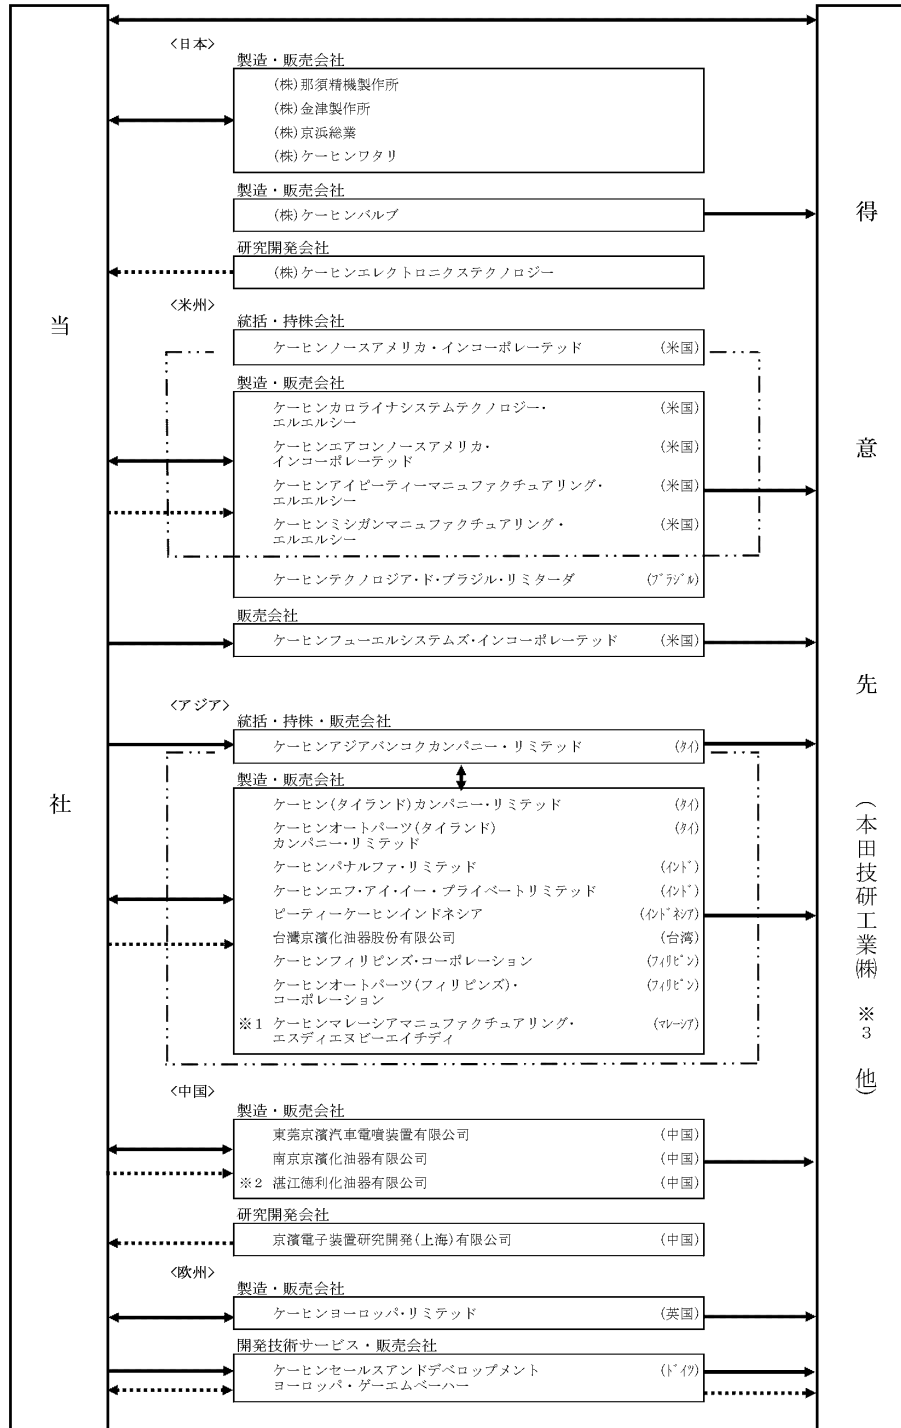 〈日本〉
製造・販売会社
(株)那須精機製作所
(株)金津製作所
(株)京浜総業
(株)ケーヒンワタリ
製造・販売会社
(株)ケーヒンバルブ
研究開発会社
(株)ケーヒンエレクトロニクステクノロジー
〈米州〉
統括・持株会社
ケーヒンノースアメリカ・インコーポレーテッド (米国)
製造・販売会社
ケーヒンカロライナシステムテクノロジー・ (米国)
エルエルシー
ケーヒンエアコンノースアメリカ・ (米国)
インコーポレーテッド
ケーヒンアイピーティーマニュファクチュアリング・ (米国)
エルエルシー
ケーヒンミシガンマニュファクチュアリング・ (米国)
エルエルシー
ケーヒンテクノロジア・ド・ブラジル・リミターダ (ブラジル)
販売会社
ケーヒンフューエルシステムズ・インコーポレーテッド (米国)
〈アジア〉
統括・持株・販売会社
ケーヒンアジアバンコクカンパニー・リミテッド (タイ)
製造・販売会社
ケーヒン(タイランド)カンパニー・リミテッド (タイ)
ケーヒンオートパーツ(タイランド) (タイ)
カンパニー・リミテッド
ケーヒンパナルファ・リミテッド (インド)
ケーヒンエフ・アイ・イー・プライベートリミテッド (インド)
ピーティーケーヒンインドネシア (インドネシア)
台灣京濱化油器股份有限公司 (台湾)
ケーヒンフィリピンズ・コーポレーション (フィリピン)
ケーヒンオートパーツ(フィリピンズ)・ (フィリピン)
コーポレーション
※1 ケーヒンマレーシアマニュファクチュアリング・ (マレーシア)
エスディエヌビーエイチディ
〈中国〉
製造・販売会社
東莞京濱汽車電噴装置有限公司 (中国)
南京京濱化油器有限公司 (中国)
※2 湛江徳利化油器有限公司 (中国)
研究開発会社
京濱電子装置研究開発(上海)有限公司 (中国)
〈欧州〉
製造・販売会社
ケーヒンヨーロッパ・リミテッド (英国)
開発技術サービス・販売会社
ケーヒンセールスアンドデベロップメント (ドイツ)
ヨーロッパ・ゲーエムベーハー
当社
得意先(本田技研工業㈱ ※3 他)